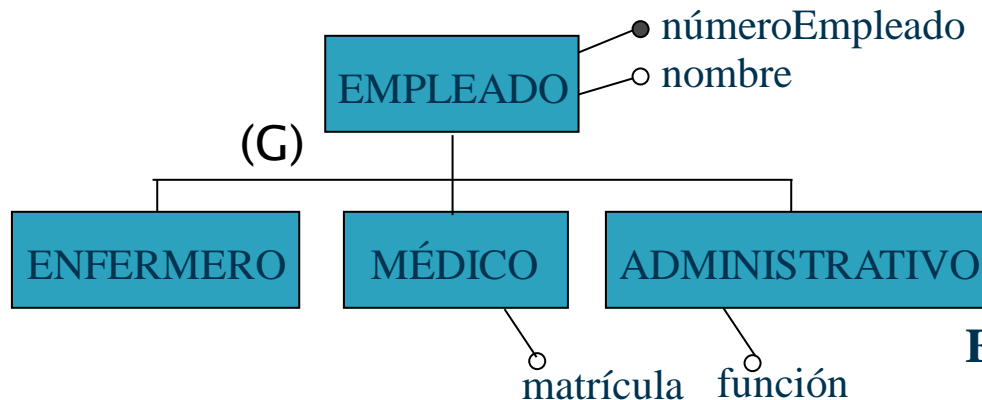 númeroEmpleado
nombre
EMPLEADO
(G)
ENFERMERO
MÉDICO
ADMINISTRATIVO
matrícula
función